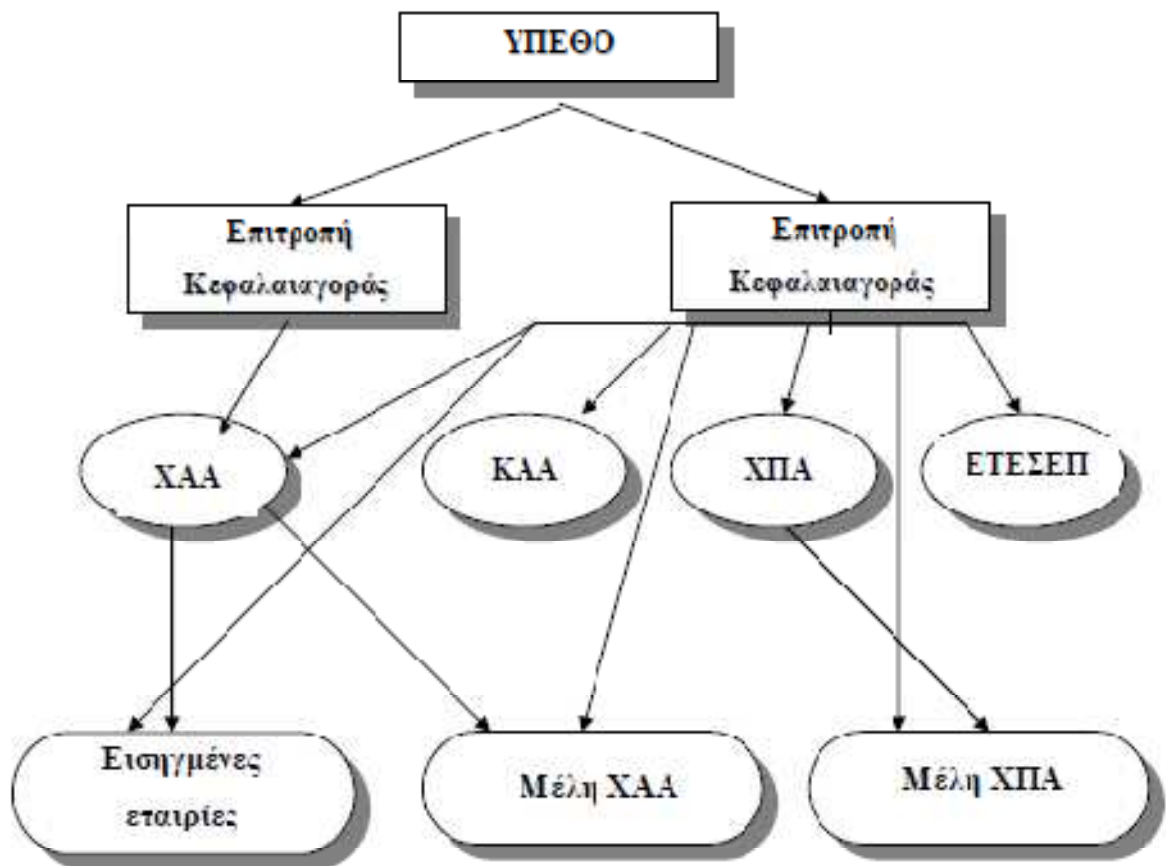 ΥΠΕΘΟ
Επιτροπή
Κεφαλαιαγοράς
Επιτροπή
Κεφαλαιαγοράς
ΧΑΑ
ΚΑΑ
ΧΠΑ
ΕΤΕΣΕΠ
Εισηγμένες
εταιρίες
Μέλη ΧΑΑ
Μέλη ΧΠΑ